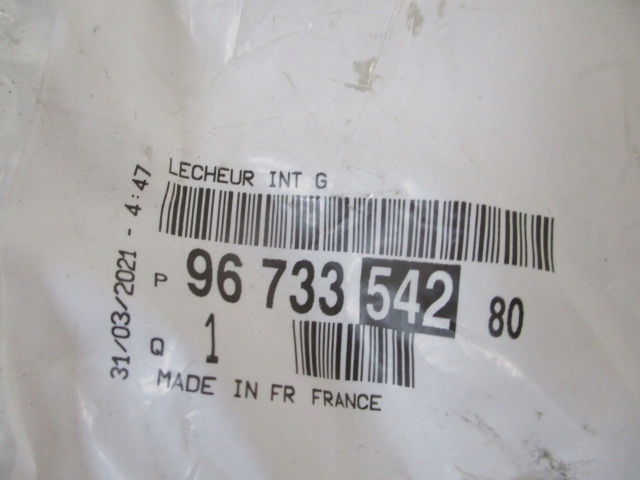 LECHEUR INT G
P 96 733 542 80
Q 1
MADE IN FR FRANCE
31/03/2021 - 4:47